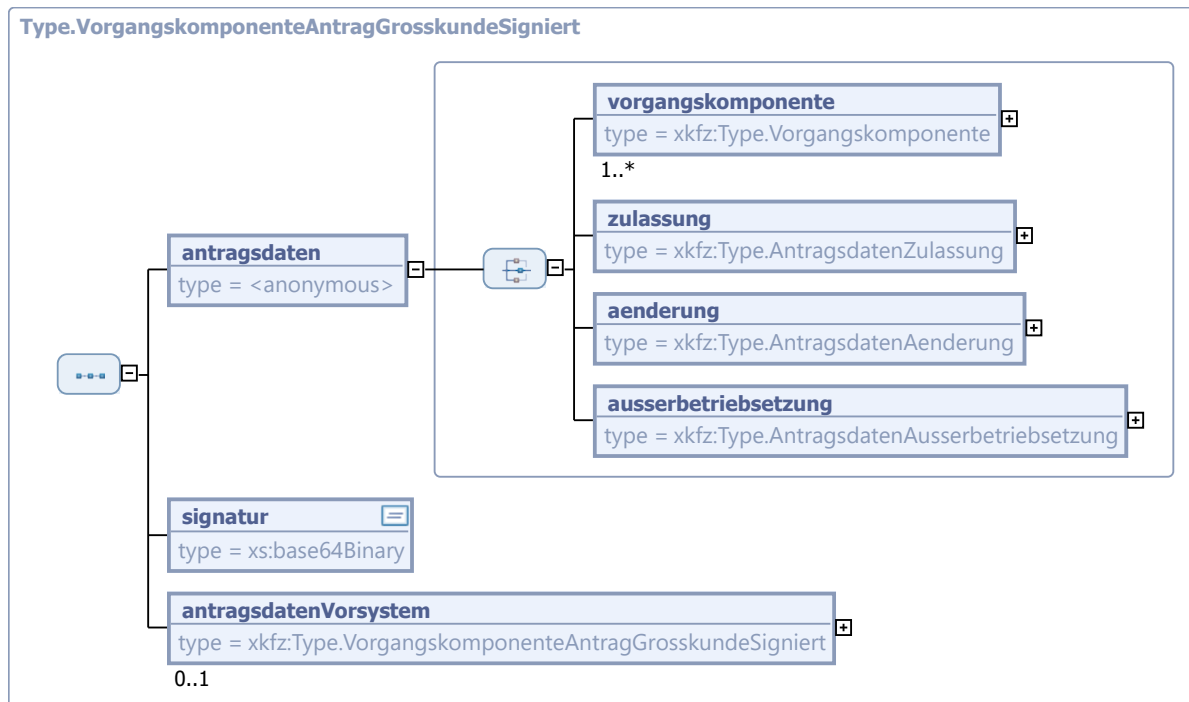 Type.VorgangskomponenteAntragGrosskundeSigniert
vorgangskomponente
type = xkfz:Type.Vorgangskomponente
1..*
zulassung
type = xkfz:Type.AntragsdatenZulassung
antragsdaten
type = <anonymous>
aenderung
type = xkfz:Type.AntragsdatenAenderung
ausserbetriebsetzung
type = xkfz:Type.AntragsdatenAusserbetriebsetzung
signatur
type = xs:base64Binary
antragsdatenVorsystem
type = xkfz:Type.VorgangskomponenteAntragGrosskundeSigniert
0..1